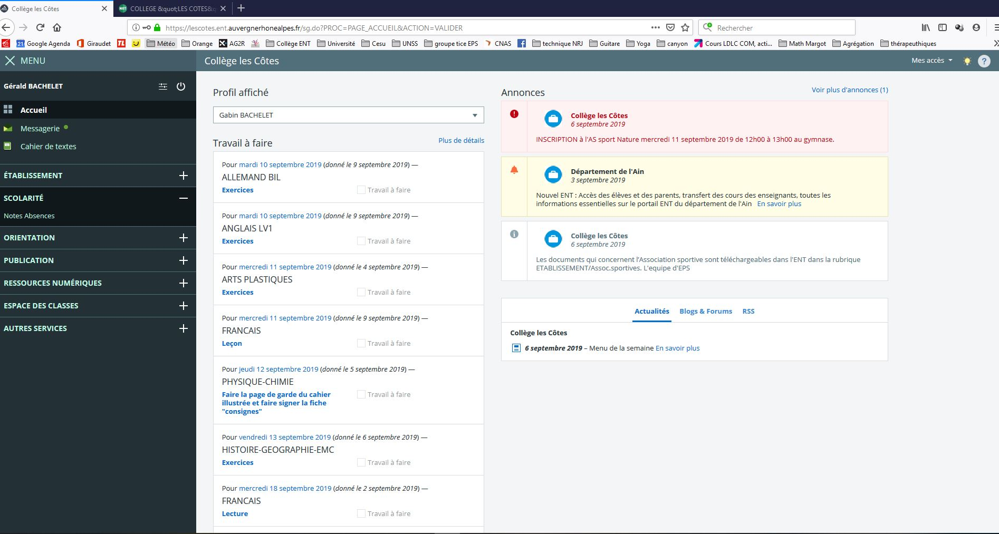 Collège les Côtes
COLLEGE &quot;LES COTES&q
https://lescotes.ent.auvergnerhonealpes.fr/sg.do?PROC=PAGE_ACCUEIL&ACTION=VALIDER
Rechercher
Google Agenda Giraudet Météo Orange AG2R Collège ENT Université Cesu UNSS groupe tice EPS CNAS technique NRJ Guitare Yoga canyon Cours LDLC COM, acti... Math Margot Agrégation thérapeuthiques
MENU
Collège les Côtes
Mes accès
Gérald BACHELET
Accueil
Messagerie
Cahier de textes
ÉTABLISSEMENT
SCOLARITÉ
Notes Absences
ORIENTATION
PUBLICATION
RESSOURCES NUMÉRIQUES
ESPACE DES CLASSES
AUTRES SERVICES
Profil affiché
Gabin BACHELET
Travail à faire
Plus de détails
Pour mardi 10 septembre 2019 (donné le 9 septembre 2019) —
ALLEMAND BIL
Exercices
Travail à faire
Pour mardi 10 septembre 2019 (donné le 9 septembre 2019) —
ANGLAIS LV1
Exercices
Travail à faire
Pour mercredi 11 septembre 2019 (donné le 4 septembre 2019) —
ARTS PLASTIQUES
Exercices
Travail à faire
Pour mercredi 11 septembre 2019 (donné le 9 septembre 2019) —
FRANCAIS
Leçon
Travail à faire
Pour jeudi 12 septembre 2019 (donné le 5 septembre 2019) —
PHYSIQUE-CHIMIE
Faire la page de garde du cahier
illustrée et faire signer la fiche
"consignes"
Travail à faire
Pour vendredi 13 septembre 2019 (donné le 6 septembre 2019) —
HISTOIRE-GEOGRAPHIE-EMC
Exercices
Travail à faire
Pour mercredi 18 septembre 2019 (donné le 2 septembre 2019) —
FRANCAIS
Lecture
Travail à faire
Annonces
Voir plus d'annonces (1)
Collège les Côtes
6 septembre 2019
INSCRIPTION à l'AS sport Nature mercredi 11 septembre 2019 de 12h00 à 13h00 au gymnase.
Département de l'Ain
3 septembre 2019
Nouvel ENT : Accès des élèves et des parents, transfert des cours des enseignants, toutes les
informations essentielles sur le portail ENT du département de l'Ain En savoir plus
Collège les Côtes
6 septembre 2019
Les documents qui concernent l’Association sportive sont téléchargeables dans l'ENT dans la rubrique
ETABLISSEMENT/Assoc.sportives. L'equipe d'EPS
Actualités Blogs & Forums RSS
Collège les Côtes
6 septembre 2019 – Menu de la semaine En savoir plus